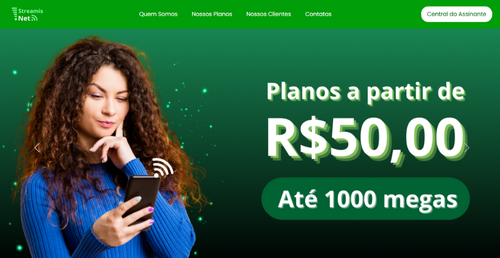 Streamis
Net
Quem Somos
Nossos Planos
Nossos Clientes
Contatos
Central do Assinante
Planos a partir de
R$50,00
Até 1000 megas